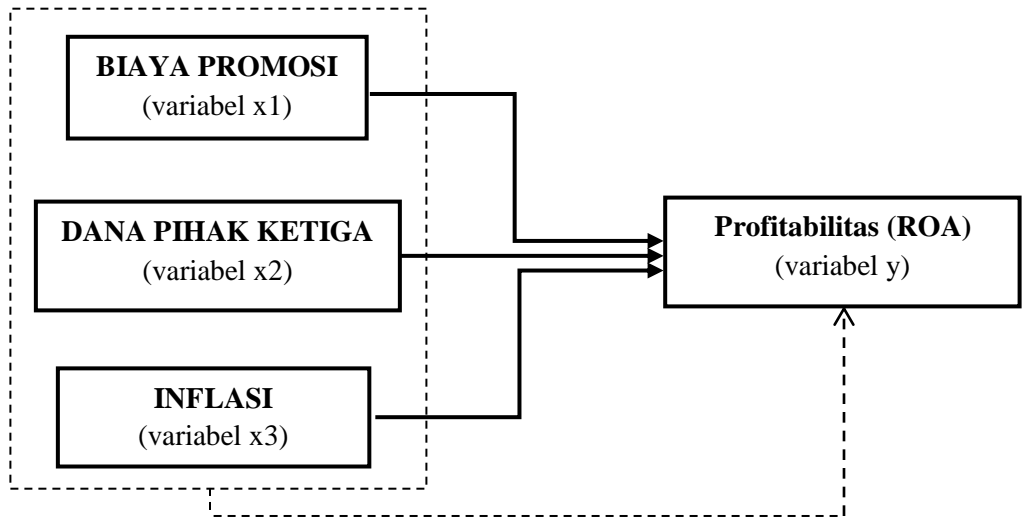 BIAYA PROMOSI
(variabel x1)
DANA PIHAK KETIGA
(variabel x2)
INFLASI
(variabel x3)
Profitabilitas (ROA)
(variabel y)